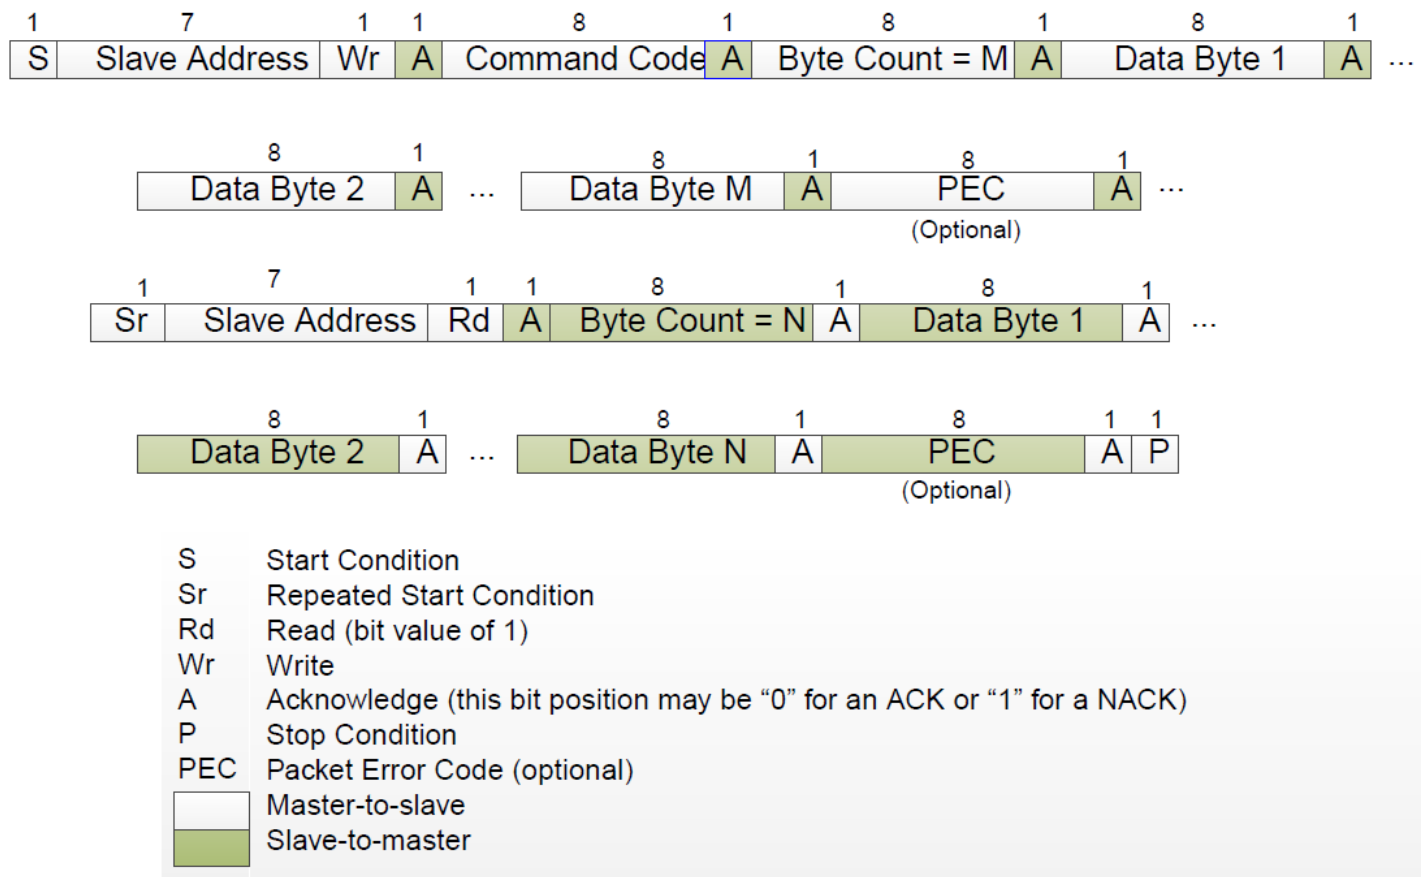 1 7 1 1 8 1 8 1 8 1
S Slave Address Wr A Command Code A Byte Count = M A Data Byte 1 A ...
8 1 8 1 8 1
Data Byte 2 A ... Data Byte M A PEC A ...
(Optional)
1 7 1 1 8 1 8 1
Sr Slave Address Rd A Byte Count = N A Data Byte 1 A ...
8 1 8 1 8 1 1
Data Byte 2 A ... Data Byte N A PEC A P
(Optional)
S Start Condition
Sr Repeated Start Condition
Rd Read (bit value of 1)
Wr Write
A Acknowledge (this bit position may be “0” for an ACK or “1” for a NACK)
P Stop Condition
PEC Packet Error Code (optional)
Master-to-slave
Slave-to-master